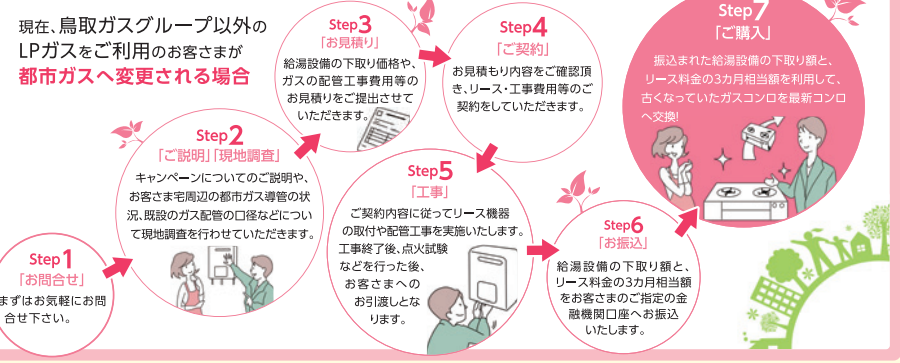 現在、鳥取ガスグループ以外の
LPガスをご利用のお客さまが
都市ガスへ変更される場合
Step1
「お問合せ」
まずはお気軽にお問
合せ下さい。
Step2
「ご説明」「現地調査」
キャンペーンについてのご説明や、
お客さま宅周辺の都市ガス導管の状
況、既設のガス配管の口径などについ
て現地調査を行わせていただきます。
Step3
「お見積り」
給湯設備の下取り価格や、
ガスの配管工事費用等の
お見積りをご提出させて
いただきます。
Step4
「ご契約」
お見積もり内容をご確認頂
き、リース・工事費用等のご
契約をしていただきます。
Step5
「工事」
ご契約内容に従ってリース機器
の取付や配管工事を実施いたします。
工事終了後、点火試験
などを行った後、
お客さまへの
お引渡しとな
ります。
Step6
「お振込」
給湯設備の下取り額と、
リース料金の3カ月相当額
をお客さまのご指定の金
融機関口座へお振込
いたします。
Step7
「ご購入」
振込まれた給湯設備の下取り額と、
リース料金の3カ月相当額を利用して、
古くなっていたガスコンロを最新コンロ
へ交換!